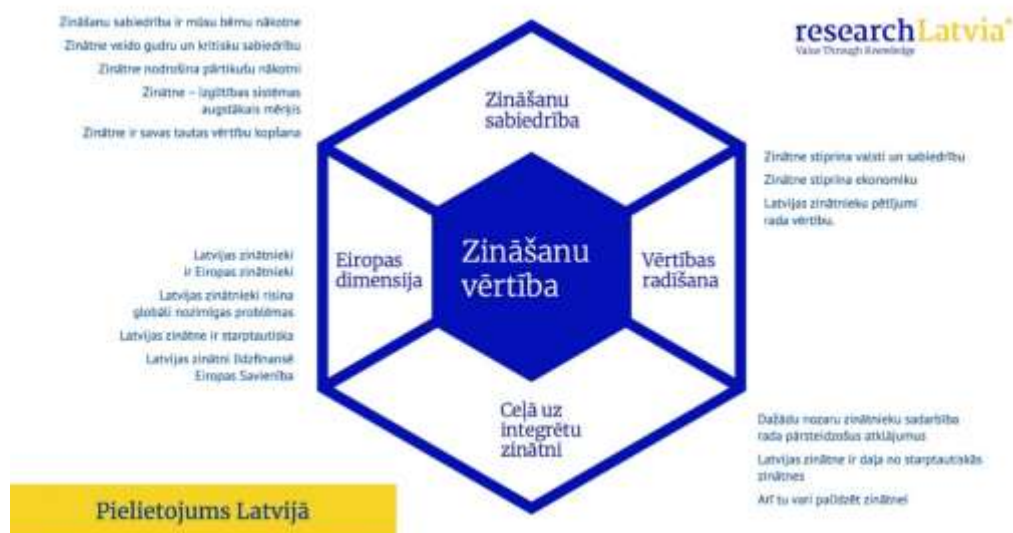 Zināšanu sabiedrība ir mūsu bērnu nākotne
Zinātne veido gudru un kritisku sabiedrību
Zinātne nodrošina pārtikušu nākotni
Zinātne – izglītības sistēmas
augstākais mērķis
Zinātne ir savas tautas vērtību kopšana
researchLatvia
Value Through Knowledge
Zināšanu
sabiedrība
Zinātne stiprina valsti un sabiedrību
Zinātne stiprina ekonomiku
Latvijas zinātnieku pētījumi
rada vērtību.
Latvijas zinātnieki
ir Eiropas zinātnieki
Latvijas zinātnieki risina
globāli nozīmīgas problēmas
Latvijas zinātne ir starptautiska
Latvijas zinātni līdzfinansē
Eiropas Savienība
Eiropas
dimensija
Zināšanu
vērtība
Vērtības
radīšana
Ceļā uz
integrētu
zinātni
Dažādu nozaru zinātnieku sadarbība
rada pārsteidzošus atklājumus
Latvijas zinātne ir daļa no starptautiskās
zinātnes
Arī tu vari palīdzēt zinātnei
Pielietojums Latvijā